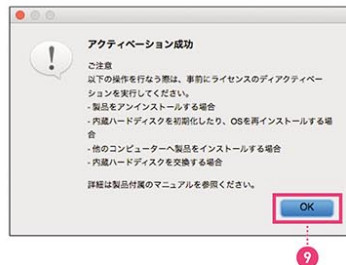 アクティベーション成功
ご注意
以下の操作を行なう際は、事前にライセンスのディアクティベー
ションを実行してください。
- 製品をアンインストールする場合
- 内蔵ハードディスクを初期化したり、OSを再インストールする場
合
- 他のコンピューターへ製品をインストールする場合
- 内蔵ハードディスクを交換する場合
詳細は製品付属のマニュアルを参照ください。
OK
9